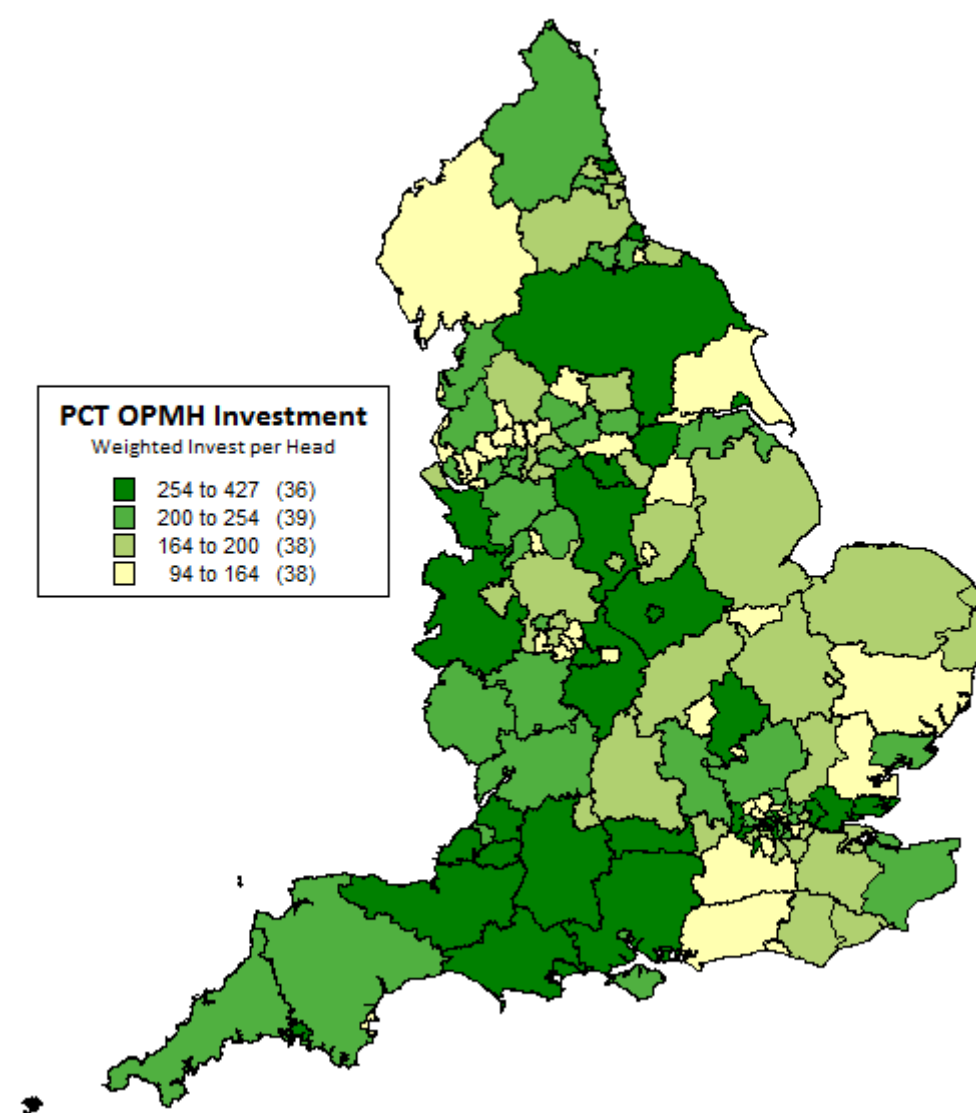 PCT OPMH Investment
Weighted Invest per Head
254 to 427 (36)
200 to 254 (39)
164 to 200 (38)
94 to 164 (38)